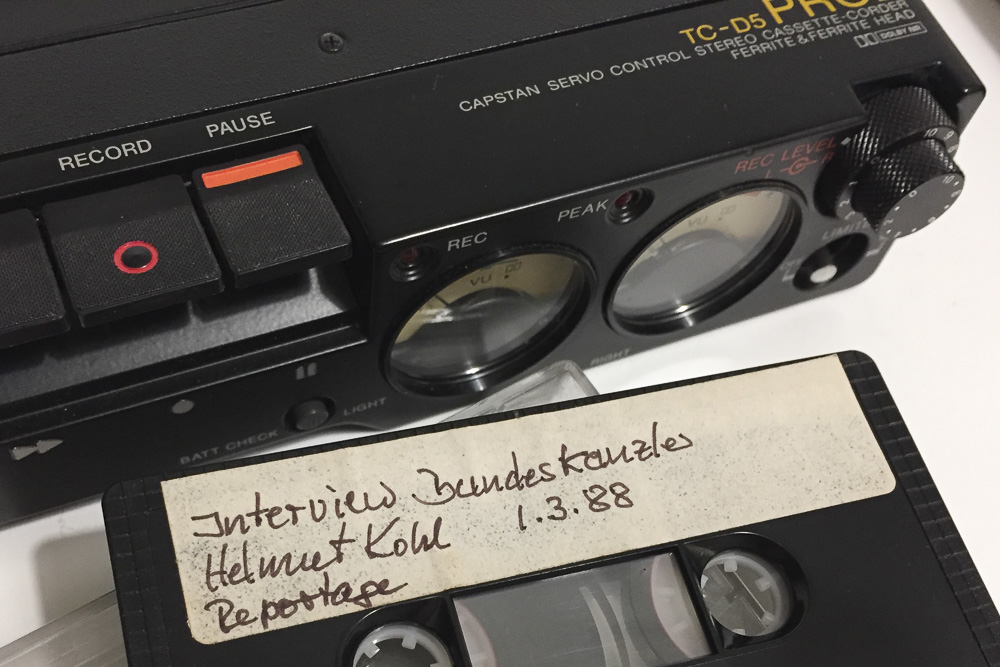 TC-D5 PRO
CAPSTAN SERVO CONTROL STEREO CASSETTE-CORDER
FERRITE & FERRITE HEAD
DOLBY NR
RECORD
PAUSE
REC
PEAK
REC LEVEL
L R
VU
VU
RIGHT
LIGHT
BATT CHECK
Interview Bundeskanzler
Helmut Kohl 1.3.'88
Reportage